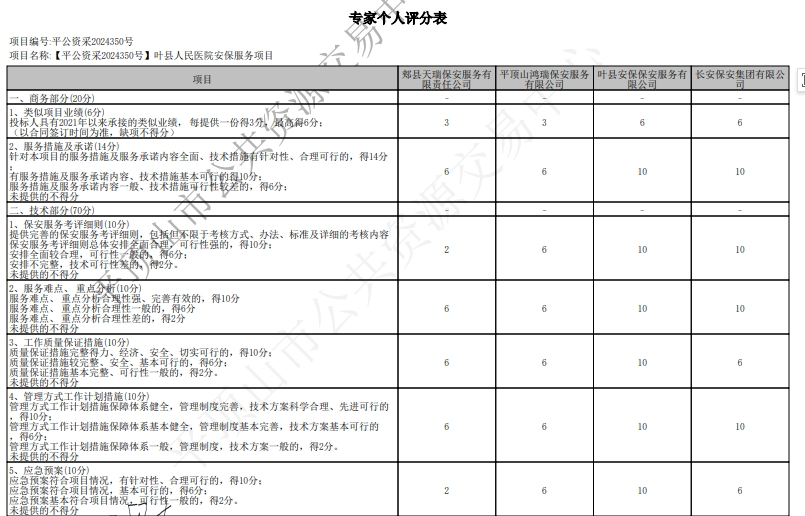 专家个人评分表
项目编号:平公资采2024350号
项目名称:【平公资采2024350号】叶县人民医院安保服务项目
项目 郏县天瑞保安服务有限责任公司 平顶山鸿瑞保安服务有限公司 叶县安保保安服务有限公司 长安保安集团有限公司
一、商务部分(20分) - - - -
1、类似项目业绩(6分)
投标人具有2021年以来承接的类似业绩, 每提供一份得3分, 最高得6分;
(以合同签订时间为准, 缺项不得分) 3 3 6 6
2、服务措施及承诺(14分)
针对本项目的服务措施及服务承诺内容全面、技术措施有针对性、合理可行的, 得14分
;
有服务措施及服务承诺内容、技术措施基本可行的得10分;
服务措施及服务承诺内容一般、技术措施可行性较差的, 得6分;
未提供的不得分 6 6 10 10
二、技术部分(70分) - - - -
1、保安服务考评细则(10分)
提供完善的保安服务考评细则, 包括但不限于考核方式、办法、标准及详细的考核内容
保安服务考评细则总体安排全面合理, 可行性强的, 得10分;
安排全面较合理, 可行性一般的, 得6分;
安排不完整, 技术可行性差的, 得2分。
未提供的不得分 2 6 10 10
2、服务难点、重点分析(10分)
服务难点、重点分析合理性强、完善有效的, 得10分
服务难点、重点分析合理性一般的, 得6分
服务难点、重点分析合理性差的, 得2分
未提供的不得分 6 6 10 10
3、工作质量保证措施(10分)
质量保证措施完整得力、经济、安全、切实可行的, 得10分;
质量保证措施较完整、安全、基本可行的, 得6分;
质量保证措施基本完整、可行性一般的, 得2分。
未提供的不得分 6 6 10 6
4、管理方式工作计划措施(10分)
管理方式工作计划措施保障体系健全, 管理制度完善, 技术方案科学合理、先进可行的
, 得10分;
管理方式工作计划措施保障体系基本健全, 管理制度基本完善, 技术方案基本可行的
, 得6分;
管理方式工作计划措施保障体系一般, 管理制度, 技术方案一般的, 得2分。
未提供的不得分 6 6 10 10
5、应急预案(10分)
应急预案符合项目情况, 有针对性、合理可行的, 得10分;
应急预案符合项目情况, 基本可行的, 得6分;
应急预案基本符合项目情况, 可行性一般的, 得2分。
未提供的不得分 2 6 10 6
平顶山市公共资源交易中心
平顶山市公共资源交易中心